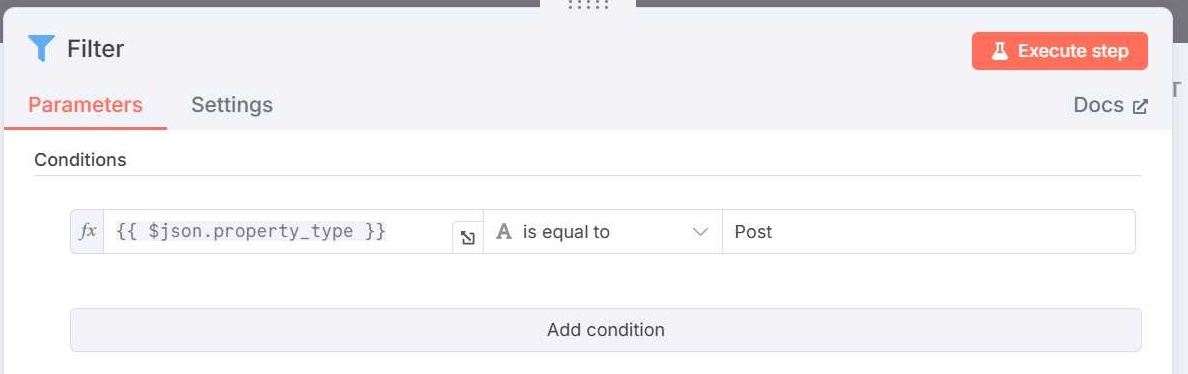 Filter
Execute step
Parameters Settings Docs
Conditions
fx {{ $json.property_type }} A is equal to Post
Add condition
T